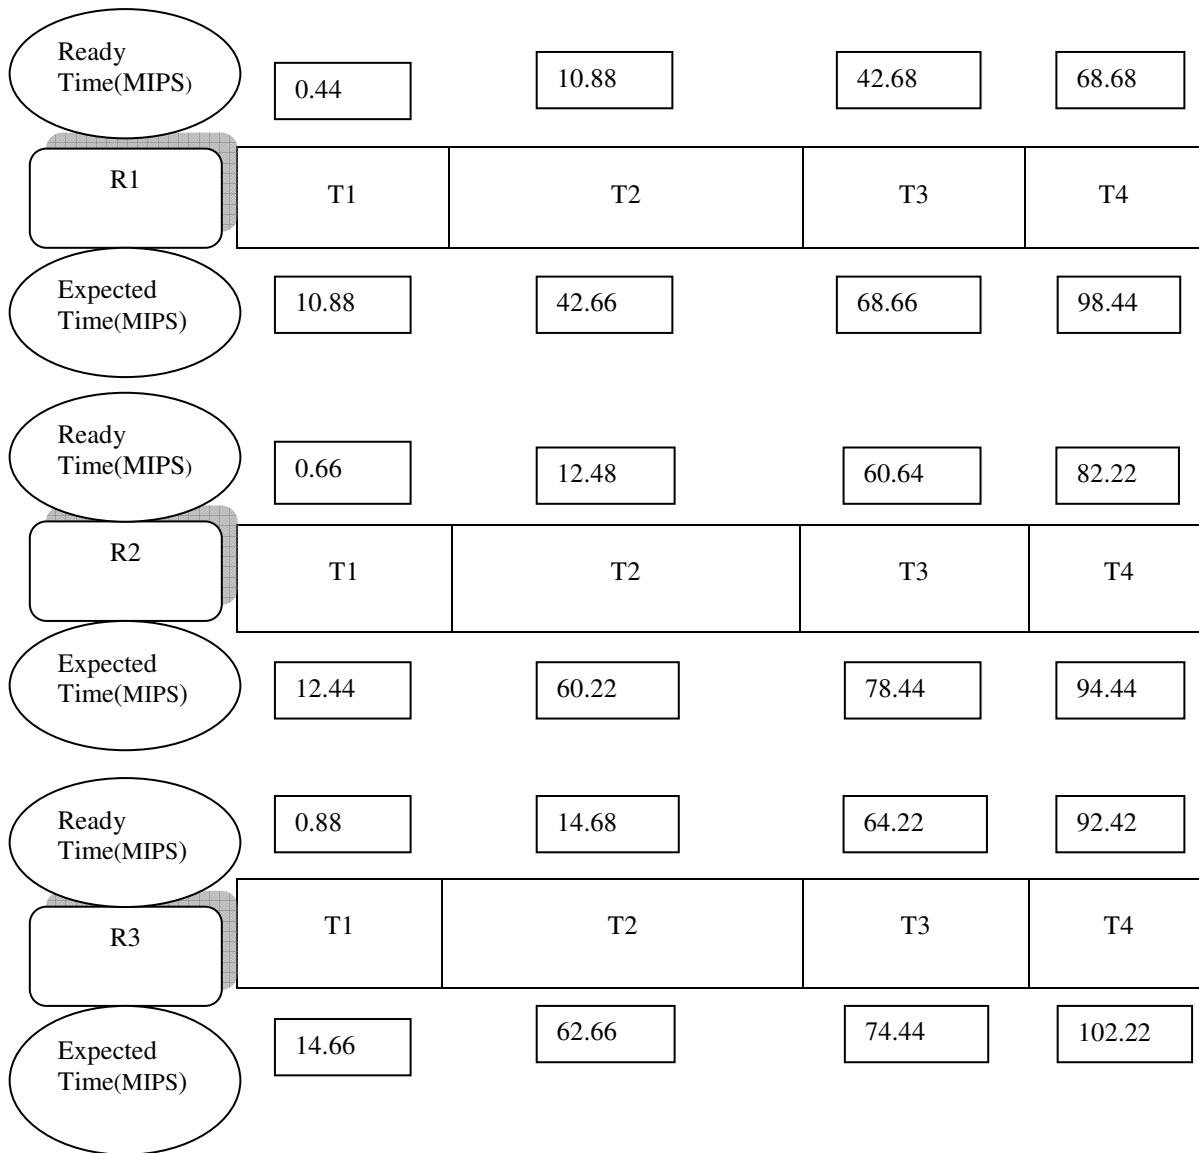 Ready
Time(MIPS)
0.44
10.88
42.68
68.68
R1
T1
T2
T3
T4
Expected
Time(MIPS)
10.88
42.66
68.66
98.44
Ready
Time(MIPS)
0.66
12.48
60.64
82.22
R2
T1
T2
T3
T4
Expected
Time(MIPS)
12.44
60.22
78.44
94.44
Ready
Time(MIPS)
0.88
14.68
64.22
92.42
R3
T1
T2
T3
T4
Expected
Time(MIPS)
14.66
62.66
74.44
102.22